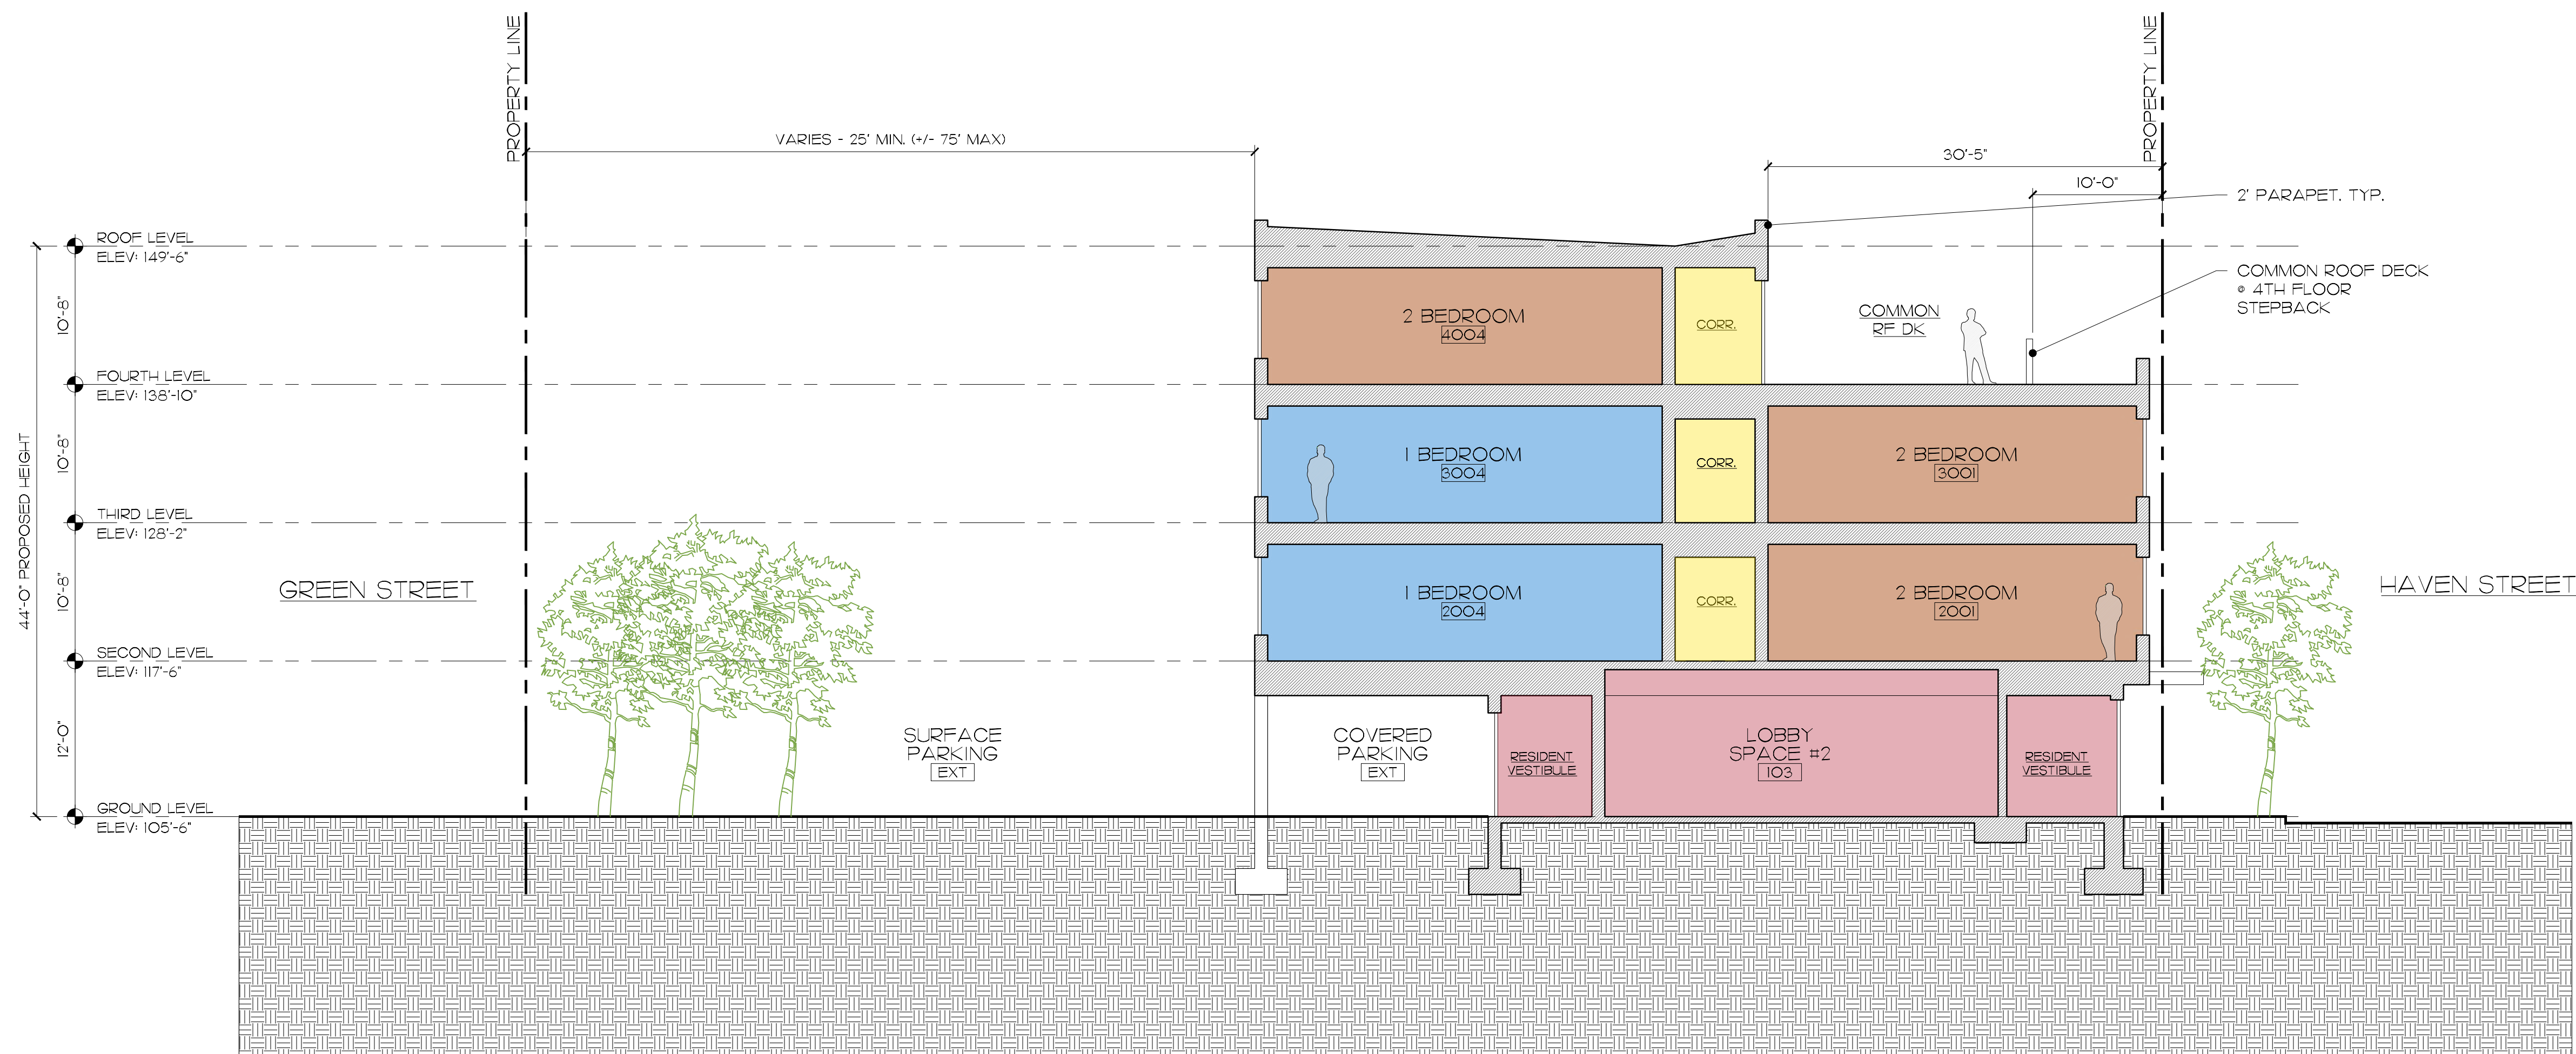 PROPERTY LINE
PROPERTY LINE
VARIES - 25' MIN. (+/- 75' MAX)
30'-5"
10'-0"
2' PARAPET. TYP.
ROOF LEVEL
ELEV: 149'-6"
COMMON ROOF DECK
@ 4TH FLOOR
STEPBACK
10'-8"
2 BEDROOM
4004
CORR.
COMMON
RF DK
FOURTH LEVEL
ELEV: 138'-10"
44'-0" PROPOSED HEIGHT
10'-8"
1 BEDROOM
3004
CORR.
2 BEDROOM
3001
THIRD LEVEL
ELEV: 128'-2"
GREEN STREET
10'-8"
1 BEDROOM
2004
CORR.
2 BEDROOM
2001
HAVEN STREET
SECOND LEVEL
ELEV: 117'-6"
12'-0"
SURFACE
PARKING
EXT
COVERED
PARKING
EXT
RESIDENT
VESTIBULE
LOBBY
SPACE #2
103
RESIDENT
VESTIBULE
GROUND LEVEL
ELEV: 105'-6"